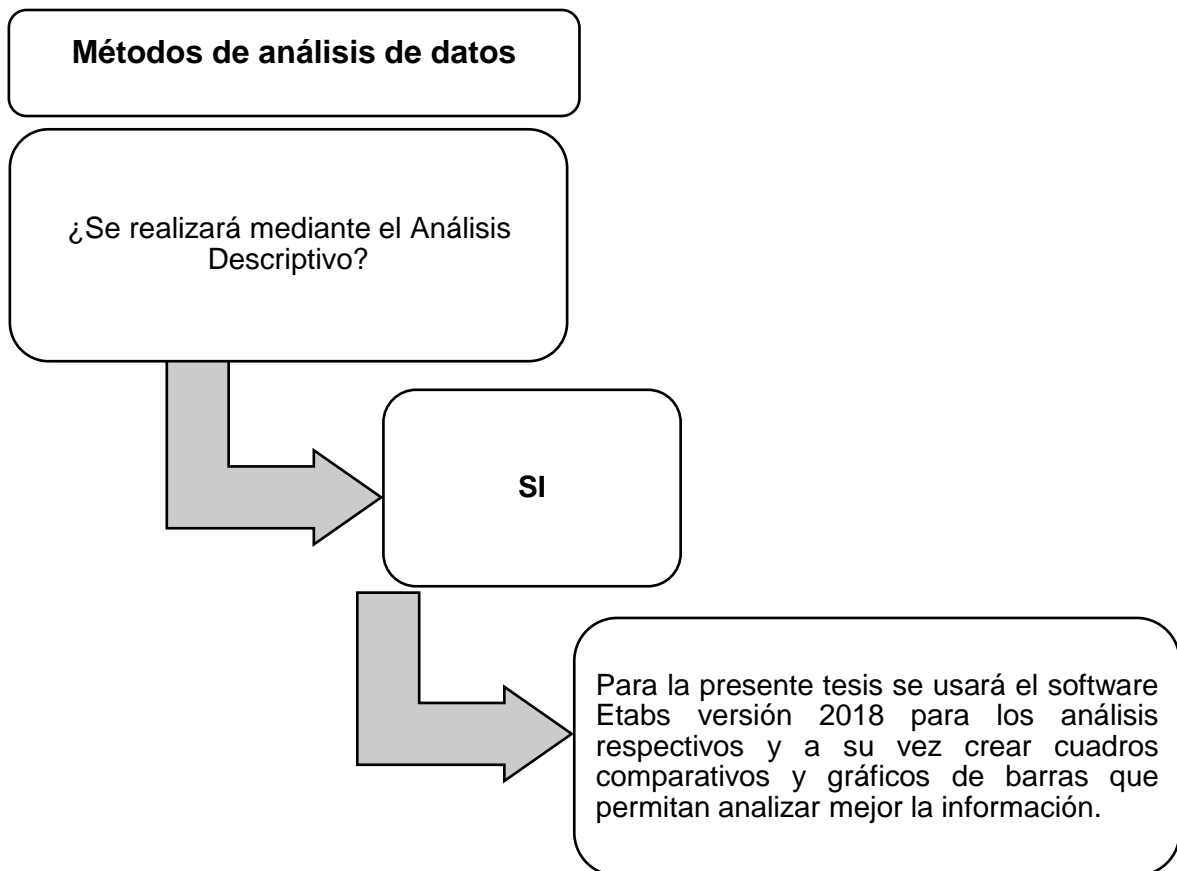 Métodos de análisis de datos
¿Se realizará mediante el Análisis
Descriptivo?
SI
Para la presente tesis se usará el software
Etabs versión 2018 para los análisis
respectivos y a su vez crear cuadros
comparativos y gráficos de barras que
permitan analizar mejor la información.